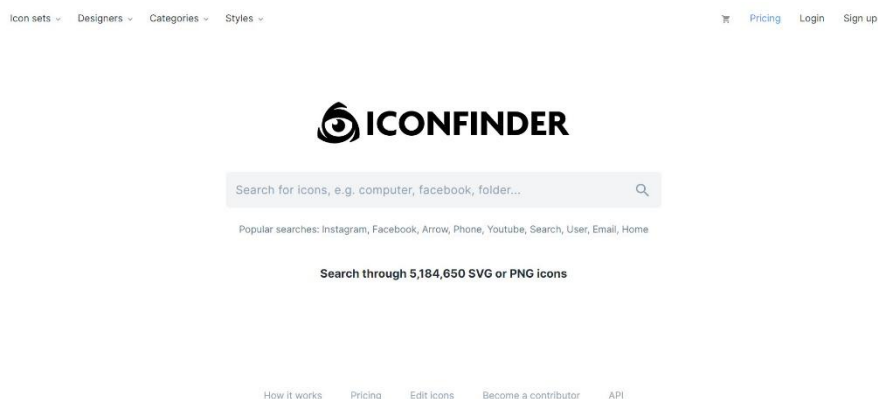 Icon sets Designers Categories Styles Pricing Login Sign up
ICONFINDER
Search for icons, e.g. computer, facebook, folder...
Popular searches: Instagram, Facebook, Arrow, Phone, Youtube, Search, User, Email, Home
Search through 5,184,650 SVG or PNG icons
How it works Pricing Edit icons Become a contributor API